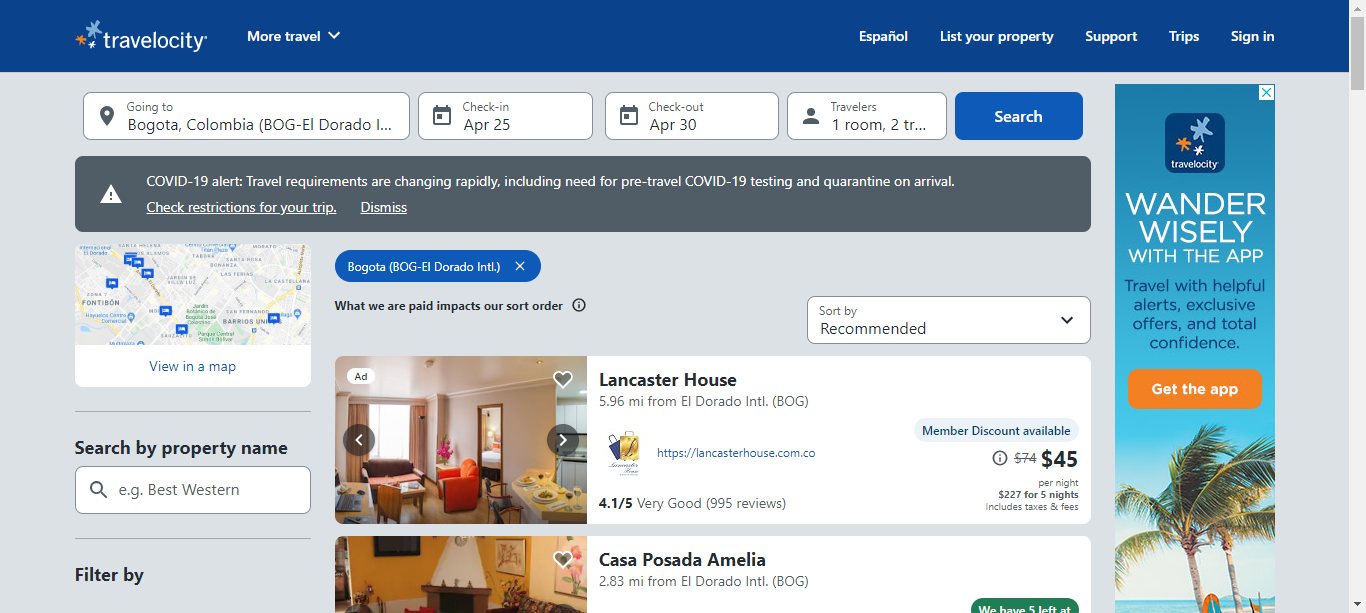 travelocity
More travel
Español
List your property
Support
Trips
Sign in
Going to
Bogota, Colombia (BOG-El Dorado I...
Check-in
Apr 25
Check-out
Apr 30
Travelers
1 room, 2 tr...
Search
COVID-19 alert: Travel requirements are changing rapidly, including need for pre-travel COVID-19 testing and quarantine on arrival.
Check restrictions for your trip.
Dismiss
FONTIBÓN
View in a map
Search by property name
e.g. Best Western
Filter by
Bogota (BOG-El Dorado Intl.)
What we are paid impacts our sort order
Sort by
Recommended
Ad
Lancaster House
5.96 mi from El Dorado Intl. (BOG)
Lancaster
House
https://lancasterhouse.com.co
4.1/5 Very Good (995 reviews)
Member Discount available
$74 $45
per night
$227 for 5 nights
Includes taxes & fees
Casa Posada Amelia
2.83 mi from El Dorado Intl. (BOG)
We have 5 left at
travelocity
WANDER
WISELY
WITH THE APP
Travel with helpful
alerts, exclusive
offers, and total
confidence.
Get the app